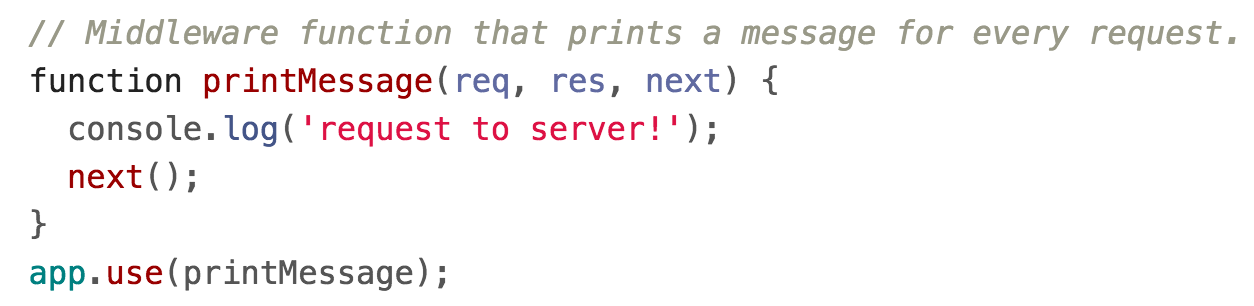 // Middleware function that prints a message for every request.
function printMessage(req, res, next) {
  console.log('request to server!');
  next();
}
app.use(printMessage);